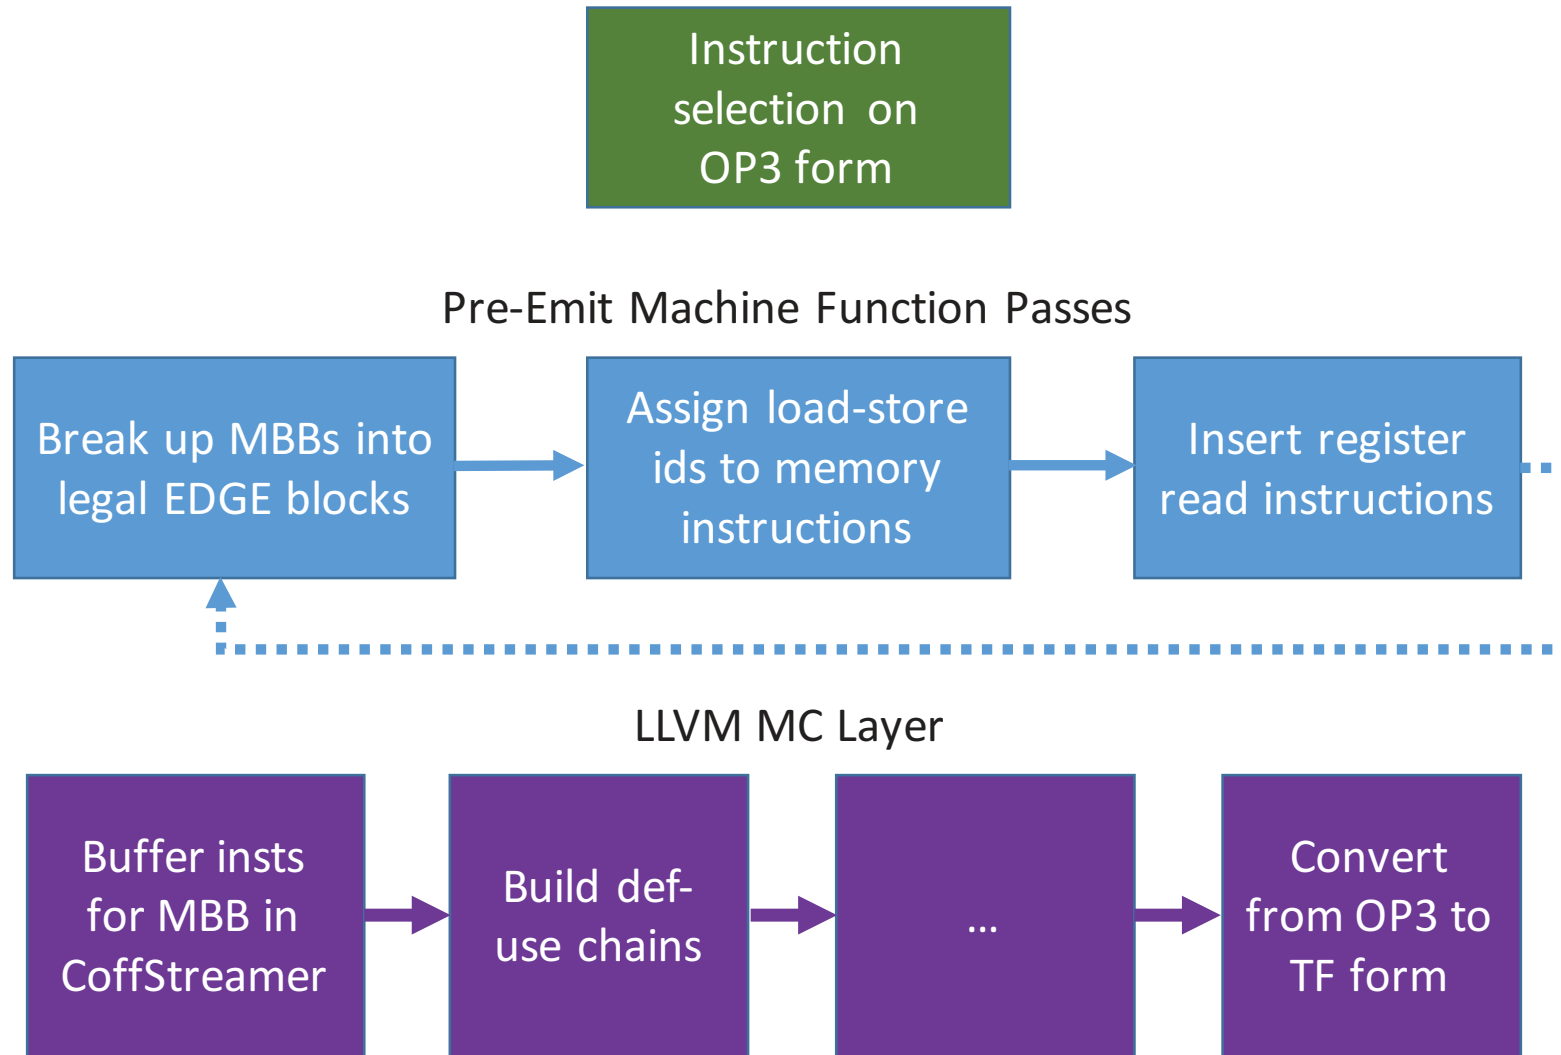 Instruction
selection on
OP3 form
Pre-Emit Machine Function Passes
Break up MBBs into
legal EDGE blocks
Assign load-store
ids to memory
instructions
Insert register
read instructions
LLVM MC Layer
Buffer insts
for MBB in
CoffStreamer
Build def-
use chains
...
Convert
from OP3 to
TF form